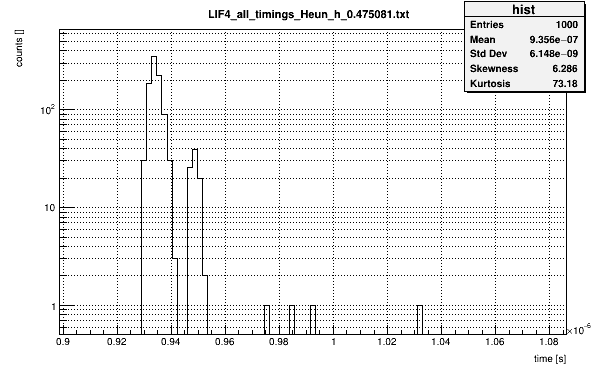 LIF4_all_timings_Heun_h_0.475081.txt
hist
Entries 1000
Mean 9.356e−07
Std Dev 6.148e−09
Skewness 6.286
Kurtosis 73.18
counts []
10²
10
1
0.9 0.92 0.94 0.96 0.98 1 1.02 1.04 1.06 1.08
×10⁻⁶
time [s]